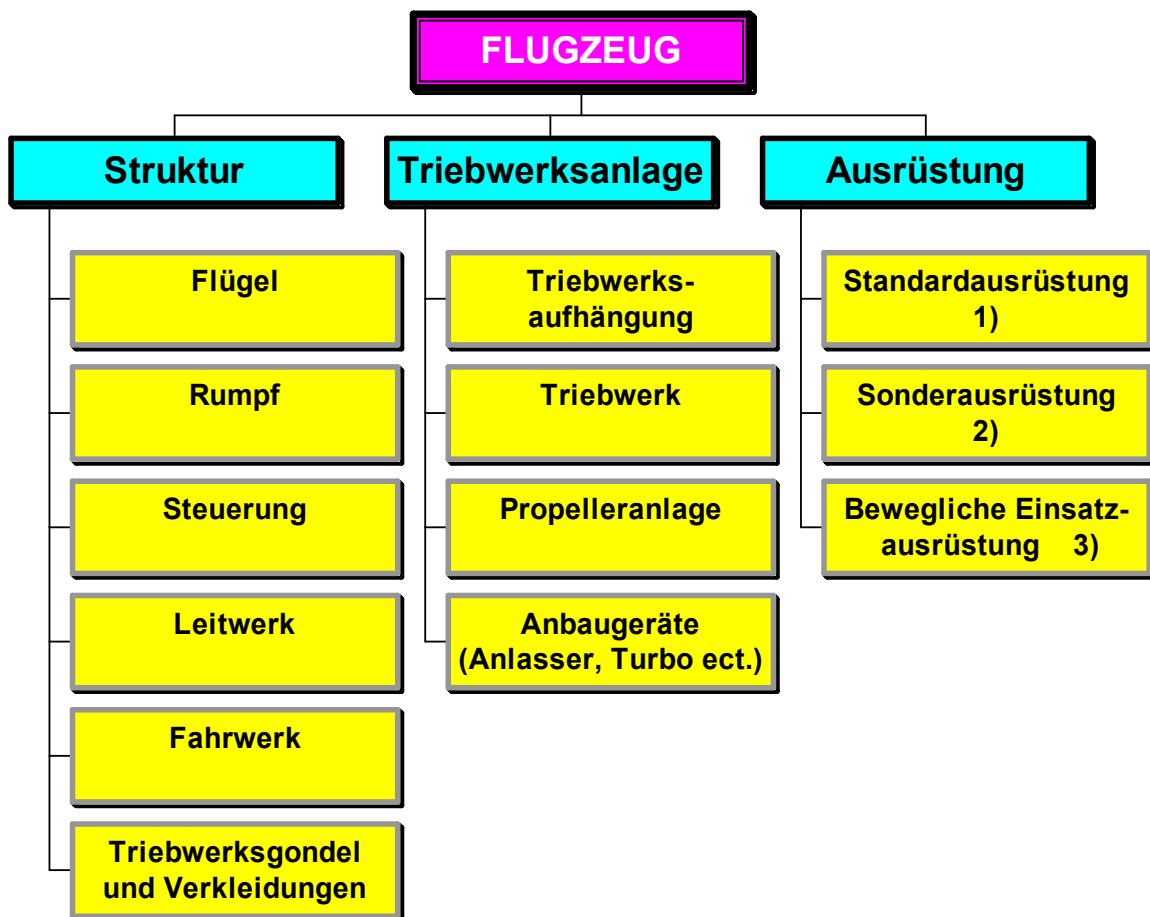 FLUGZEUG
Struktur
Flügel
Rumpf
Steuerung
Leitwerk
Fahrwerk
Triebwerksgondel
und Verkleidungen
Triebwerksanlage
Triebwerks-
aufhängung
Triebwerk
Propelleranlage
Anbaugeräte
(Anlasser, Turbo ect.)
Ausrüstung
Standardausrüstung
1)
Sonderausrüstung
2)
Bewegliche Einsatz-
ausrüstung 3)